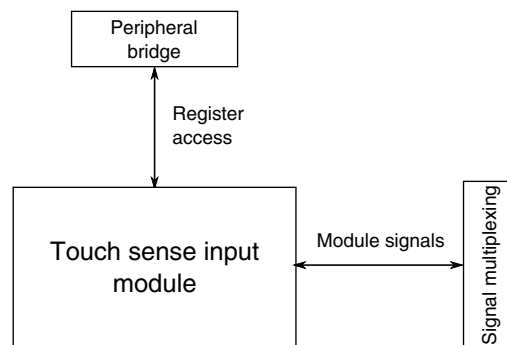 Peripheral
bridge
Register
access
Touch sense input
module
Module signals
Signal multiplexing